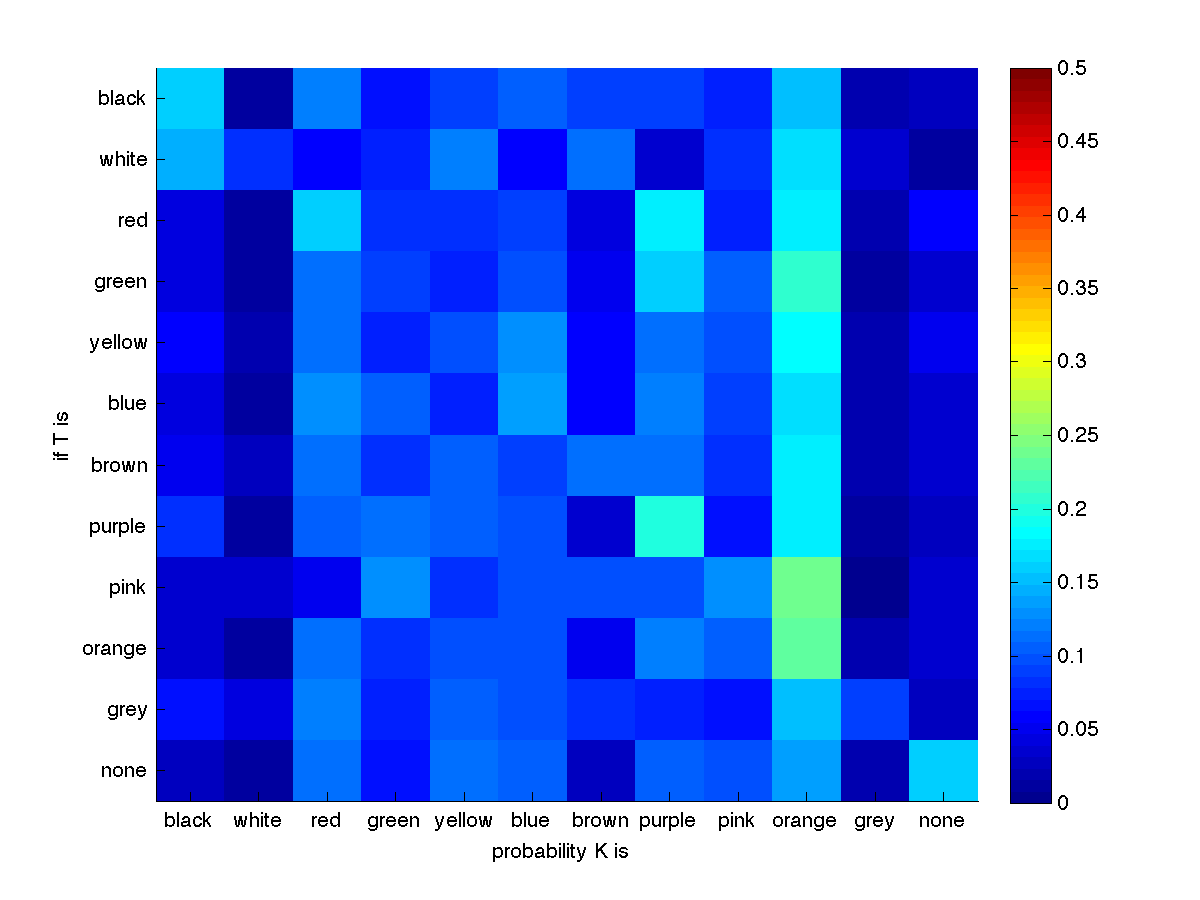 black
white
red
green
yellow
blue
brown
purple
pink
orange
grey
none
if T is
black white red green yellow blue brown purple pink orange grey none
probability K is
0.5
0.45
0.4
0.35
0.3
0.25
0.2
0.15
0.1
0.05
0